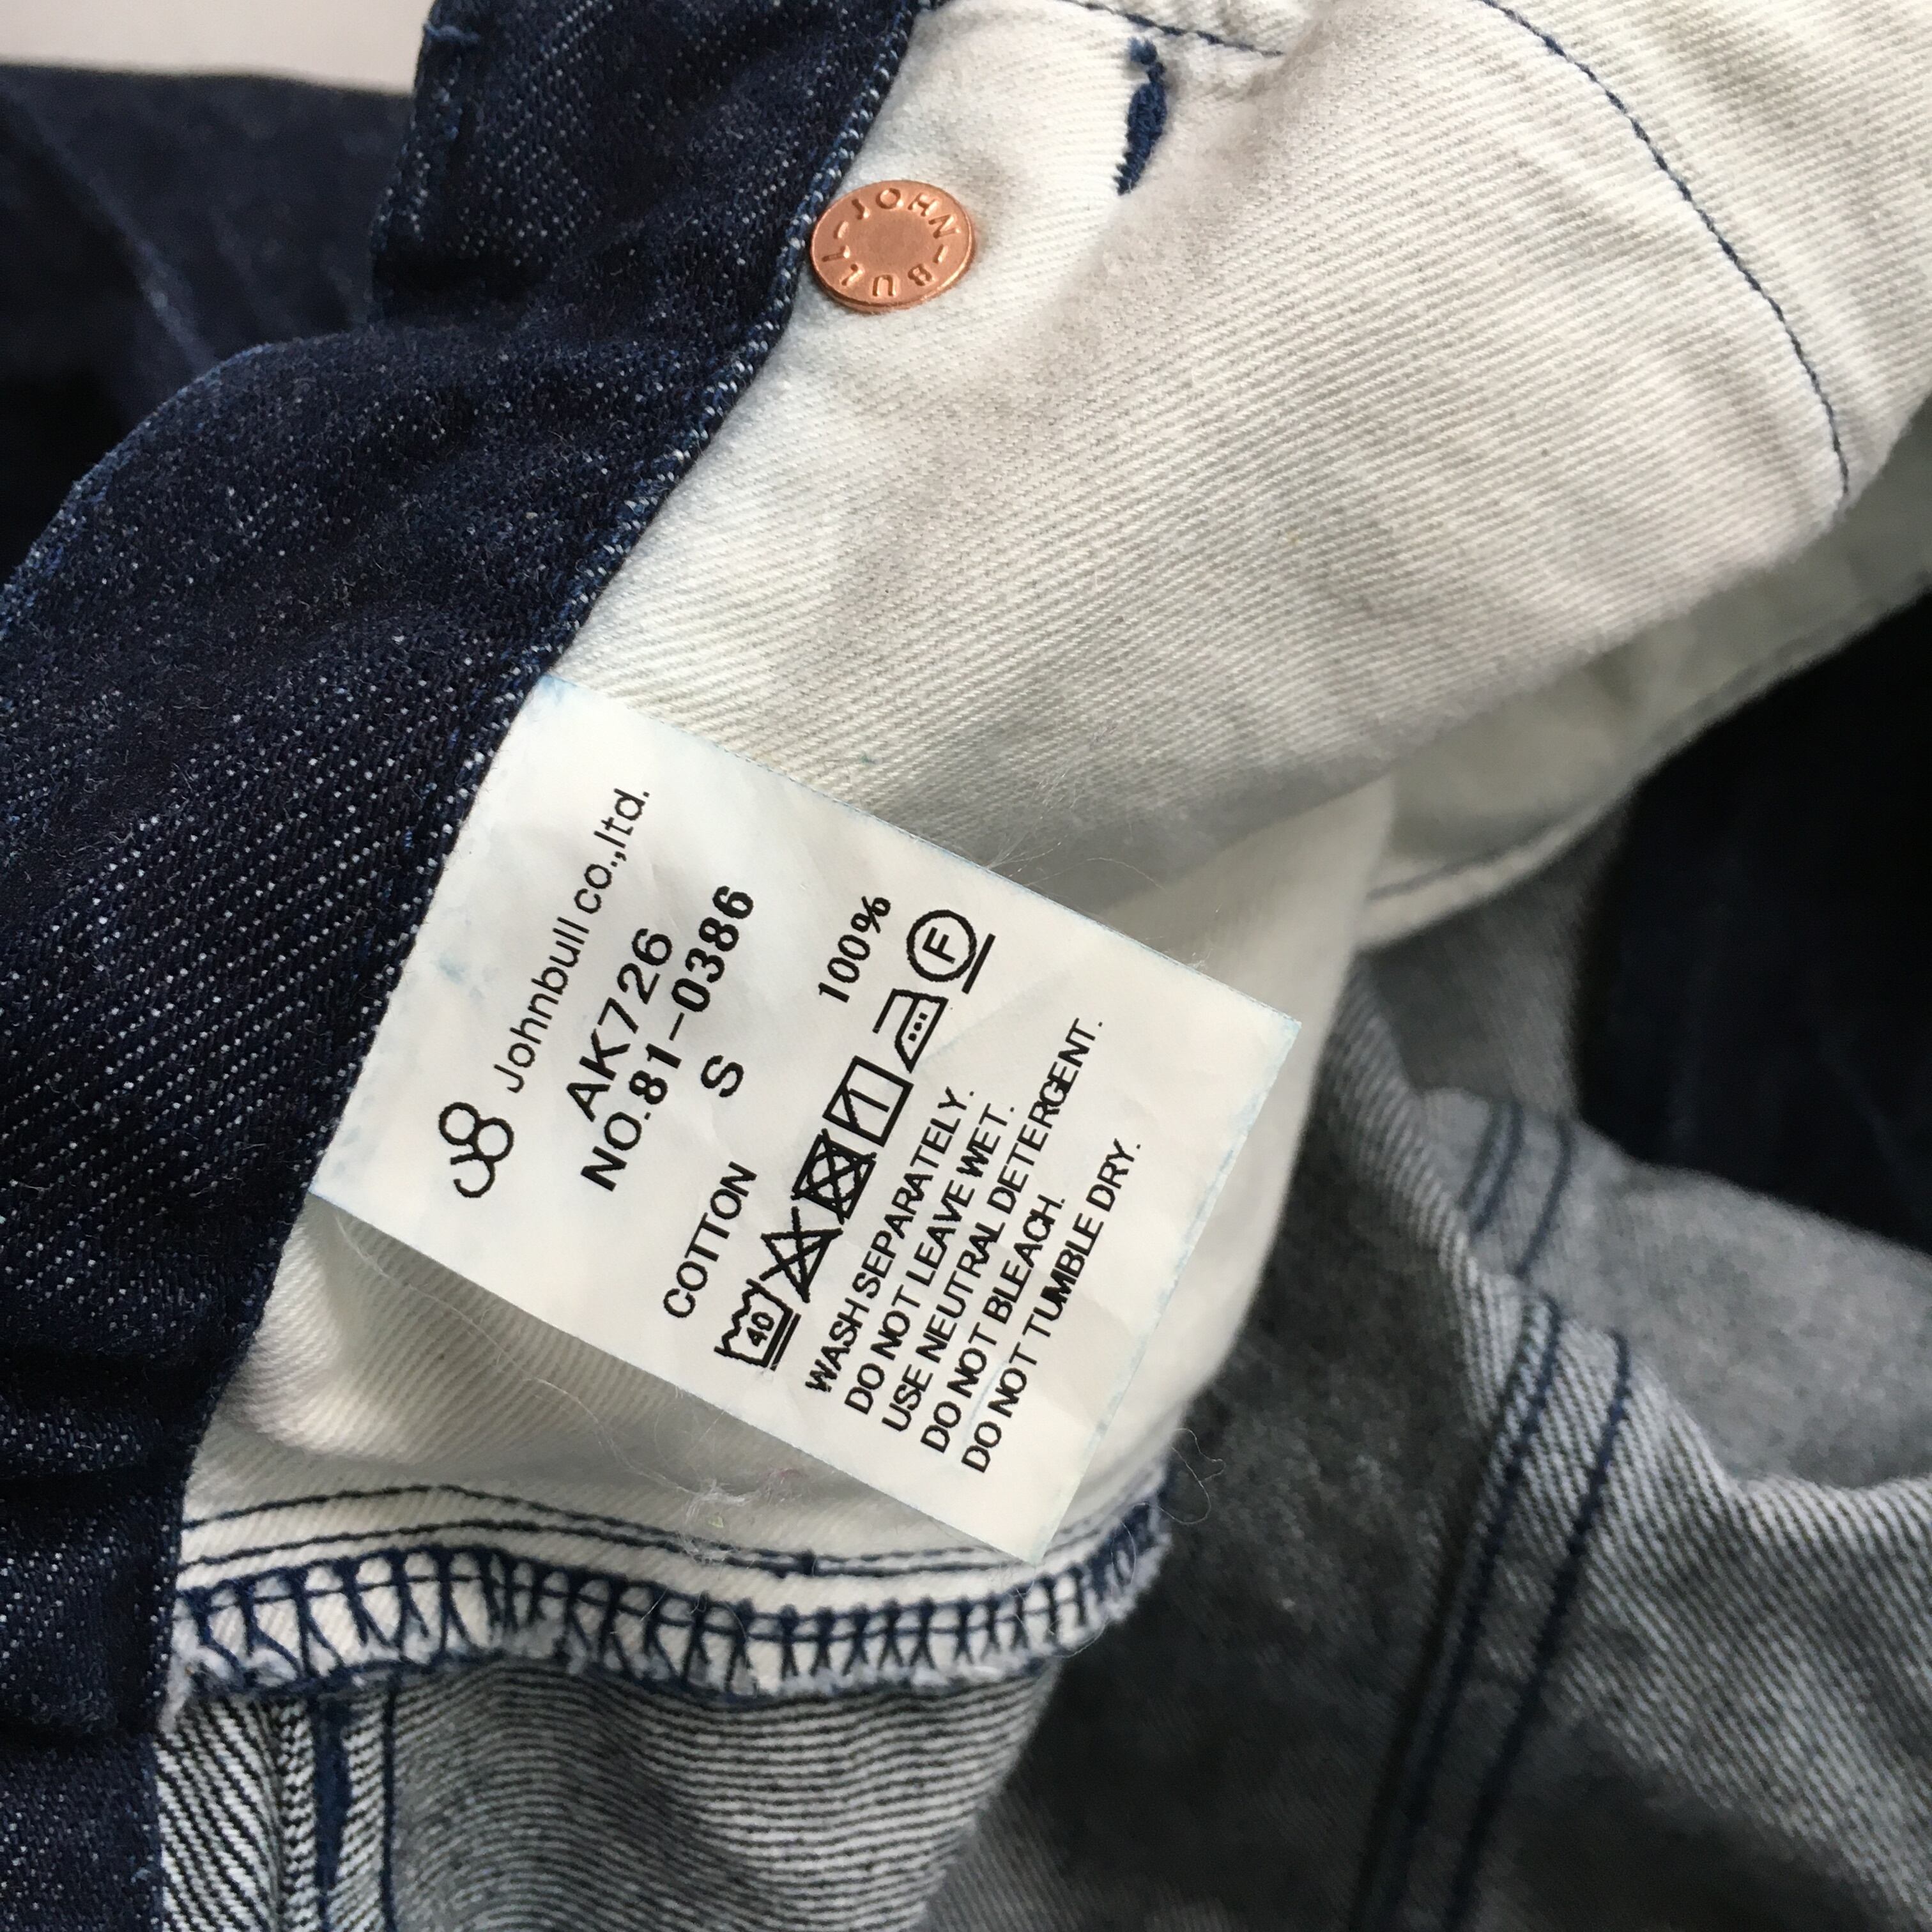 JOHN-BULL-
Johnbull co.,ltd.
AK726
NO.81-0386
S
COTTON 100%
40 F
WASH SEPARATELY.
DO NOT LEAVE WET.
USE NEUTRAL DETERGENT.
DO NOT BLEACH.
DO NOT TUMBLE DRY.